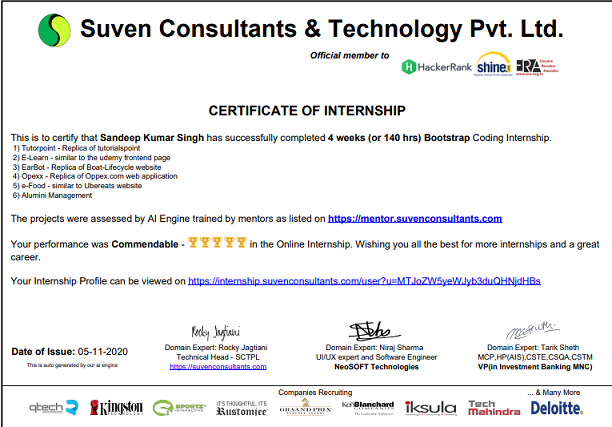 Suven Consultants & Technology Pvt. Ltd.
Official member to
HackerRank
shine
ERA
CERTIFICATE OF INTERNSHIP
This is to certify that Sandeep Kumar Singh has successfully completed 4 weeks (or 140 hrs) Bootstrap Coding Internship.
1) Tutorpoint - Replica of tutorialspoint
2) E-Learn - similar to the udemy frontend page
3) EarBot - Replica of Boat-Lifecycle website
4) Opexx - Replica of Oppex.com web application
5) e-Food - similar to Ubereats website
6) Alumini Management
The projects were assessed by AI Engine trained by mentors as listed on https://mentor.suvenconsultants.com
Your performance was Commendable - in the Online Internship. Wishing you all the best for more internships and a great
career.
Your Internship Profile can be viewed on https://internship.suvenconsultants.com/user?u=MTJoZW5yeWJyb3duQHNjdHBs
Rocky Jagtiani
Date of Issue: 05-11-2020
This is auto generated by our ai engine
Domain Expert: Rocky Jagtiani
Technical Head - SCTPL
https://suvenconsultants.com
Domain Expert: Niraj Sharma
UI/UX expert and Software Engineer
NeoSOFT Technologies
Domain Expert: Tarik Sheth
MCP,HP(AIS),CSTE,CSQA,CSTM
VP(in Investment Banking MNC)
Companies Recruiting
... & Many More
qtech
Kingston
IT'S THOUGHTFUL. IT'S
Rustomjee
GRAAND PRIX
Ken Blanchard
COMPANIES
iksula
Tech
Mahindra
Deloitte.